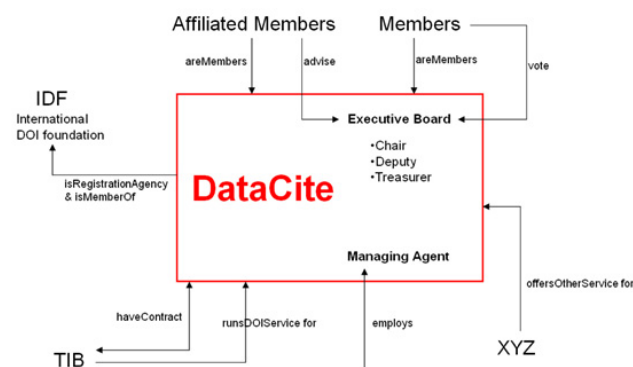 Affiliated Members
Members
areMembers
advise
areMembers
vote
IDF
International
DOI foundation
Executive Board
•Chair
•Deputy
•Treasurer
isRegistrationAgency
& isMemberOf
DataCite
Managing Agent
offersOtherService for
haveContract
runsDOIService for
employs
XYZ
TIB